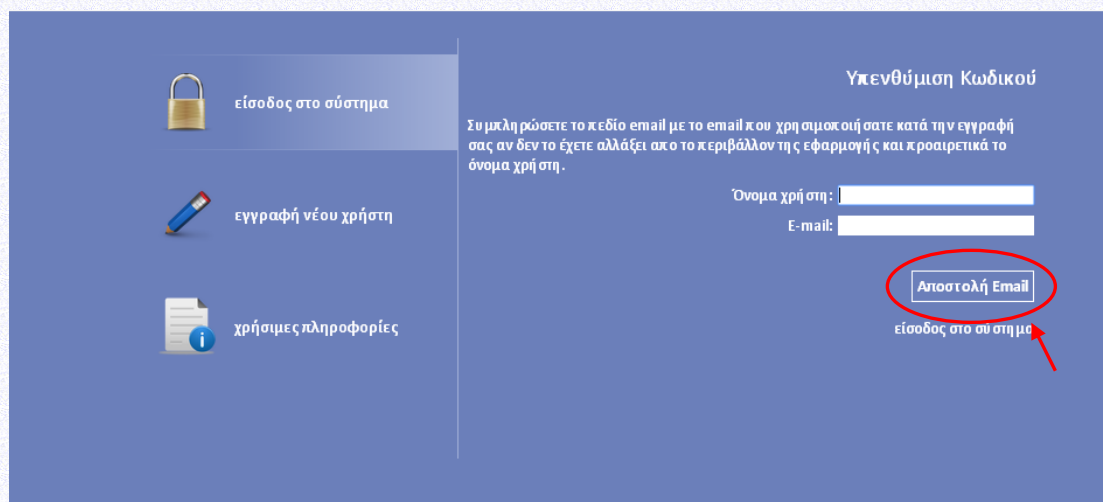 είσοδος στο σύστημα
εγγραφή νέου χρήστη
χρήσιμες πληροφορίες
Υπενθύμιση Κωδικού
Συμπληρώσετε το πεδίο email με το email που χρησιμοποιήσατε κατά την εγγραφή
σας αν δεν το έχετε αλλάξει απο το περιβάλλον της εφαρμογής και προαιρετικά το
όνομα χρήστη.
Όνομα χρήστη:
E-mail:
Αποστολή Email
είσοδος στο σύστημα